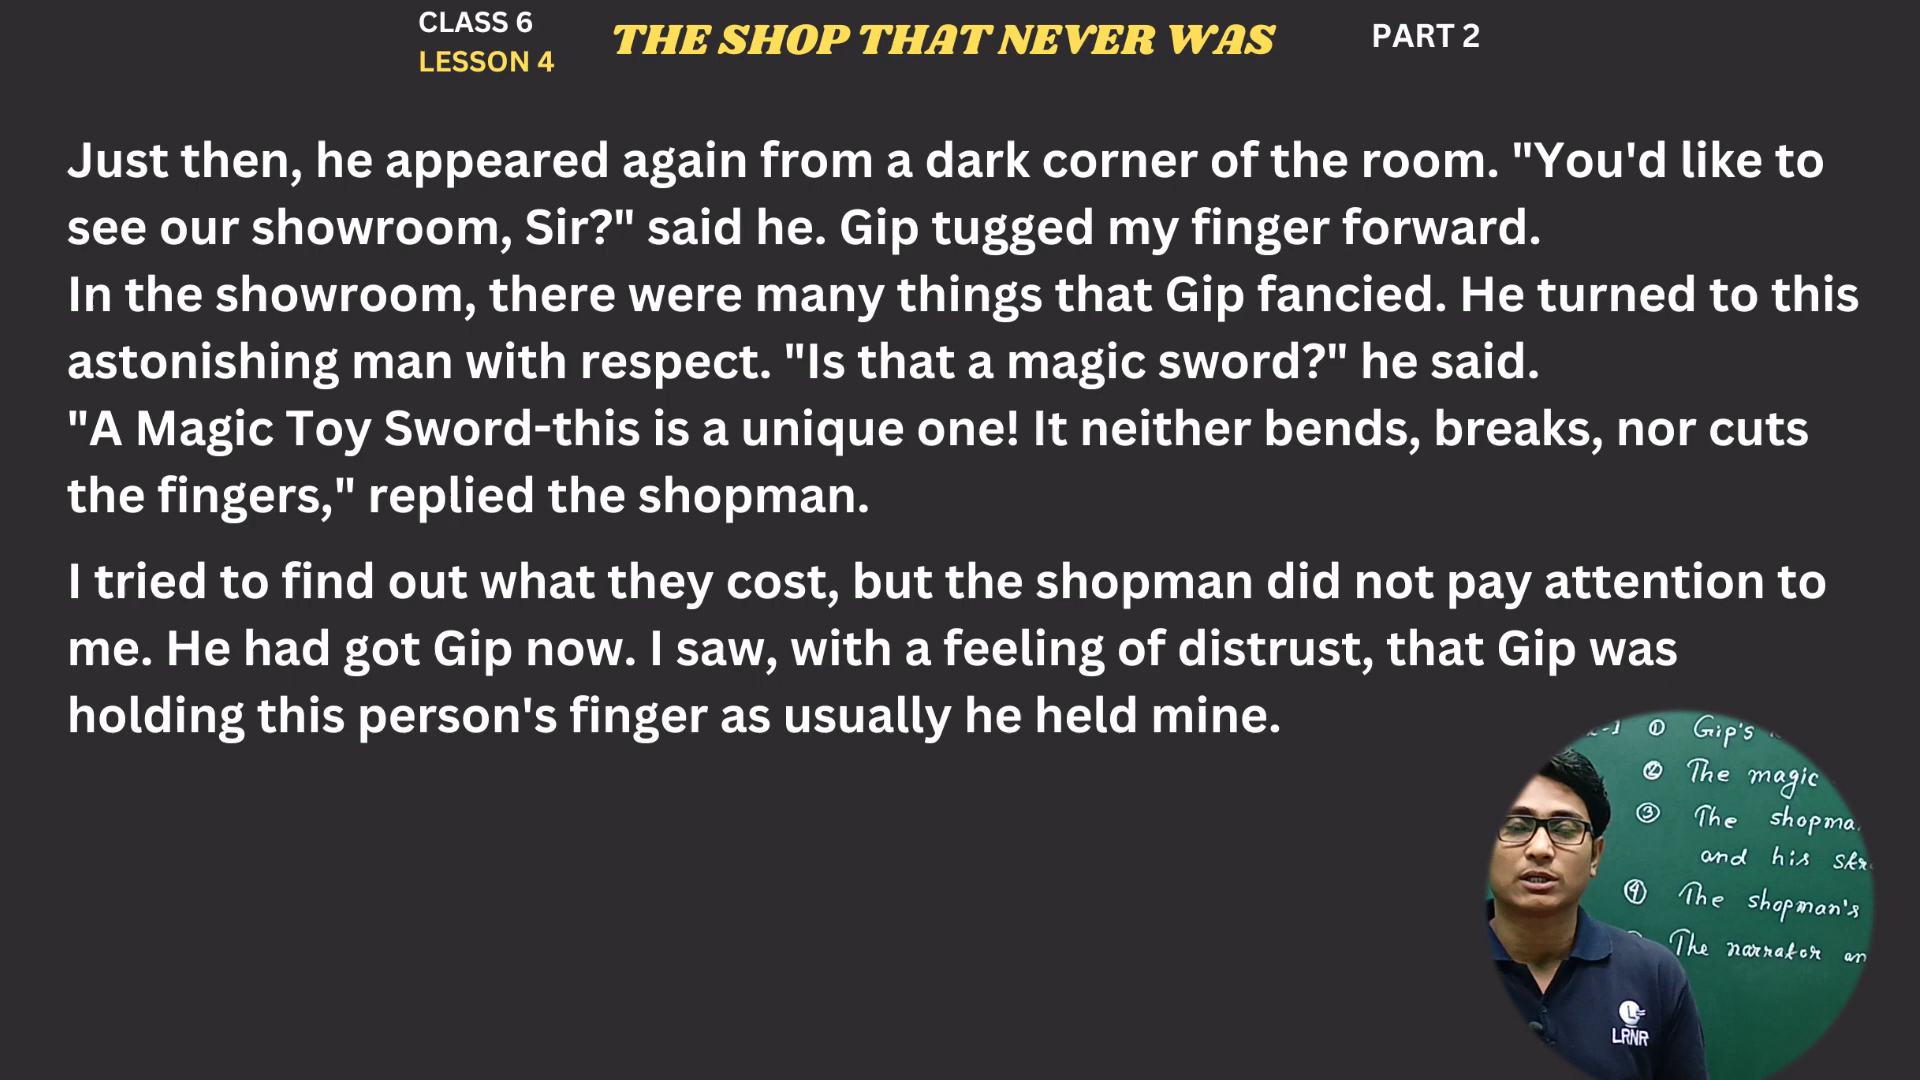 CLASS 6
LESSON 4
THE SHOP THAT NEVER WAS
PART 2
Just then, he appeared again from a dark corner of the room. "You'd like to
see our showroom, Sir?" said he. Gip tugged my finger forward.
In the showroom, there were many things that Gip fancied. He turned to this
astonishing man with respect. "Is that a magic sword?" he said.
"A Magic Toy Sword-this is a unique one! It neither bends, breaks, nor cuts
the fingers," replied the shopman.
I tried to find out what they cost, but the shopman did not pay attention to
me. He had got Gip now. I saw, with a feeling of distrust, that Gip was
holding this person's finger as usually he held mine.
① Gip's
② The magic
③ The shopma
and his
④ The shopman's
The narrator an
LRNR